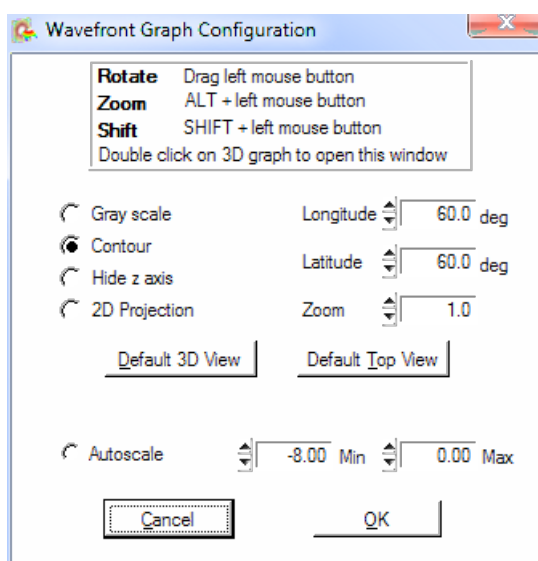 Wavefront Graph Configuration
X
Rotate Drag left mouse button
Zoom ALT + left mouse button
Shift SHIFT + left mouse button
Double click on 3D graph to open this window
Gray scale
Contour
Hide z axis
2D Projection
Longitude 60.0 deg
Latitude 60.0 deg
Zoom 1.0
Default 3D View
Default Top View
Autoscale -8.00 Min 0.00 Max
Cancel
OK